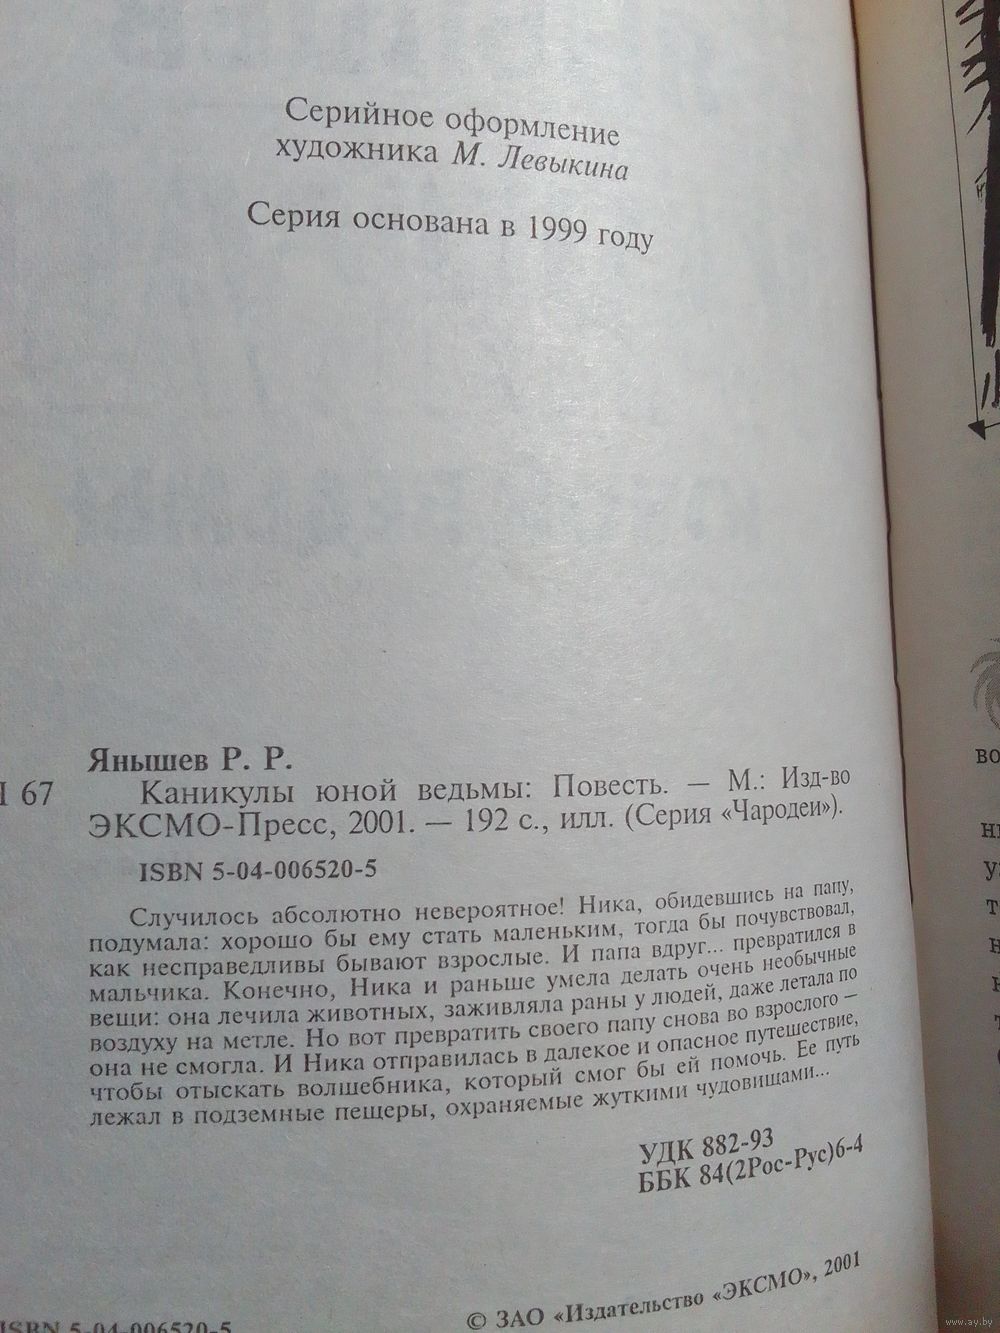 Серийное оформление
художника М. Левыкина
Серия основана в 1999 году
Янышев Р. Р.
67 Каникулы юной ведьмы: Повесть. — М.: Изд-во
ЭКСМО-Пресс, 2001. — 192 с., илл. (Серия «Чародеи»).
ISBN 5-04-006520-5
Случилось абсолютно невероятное! Ника, обидевшись на папу,
подумала: хорошо бы ему стать маленьким, тогда бы почувствовал,
как несправедливы бывают взрослые. И папа вдруг... превратился в
мальчика. Конечно, Ника и раньше умела делать очень необычные
вещи: она лечила животных, заживляла раны у людей, даже летала по
воздуху на метле. Но вот превратить своего папу снова во взрослого –
она не смогла. И Ника отправилась в далекое и опасное путешествие,
чтобы отыскать волшебника, который смог бы ей помочь. Ее путь
лежал в подземные пещеры, охраняемые жуткими чудовищами...
УДК 882-93
ББК 84(2Рос-Рус)6-4
© ЗАО «Издательство «ЭКСМО», 2001
ISBN 5-04-006520-5
www.ay.by